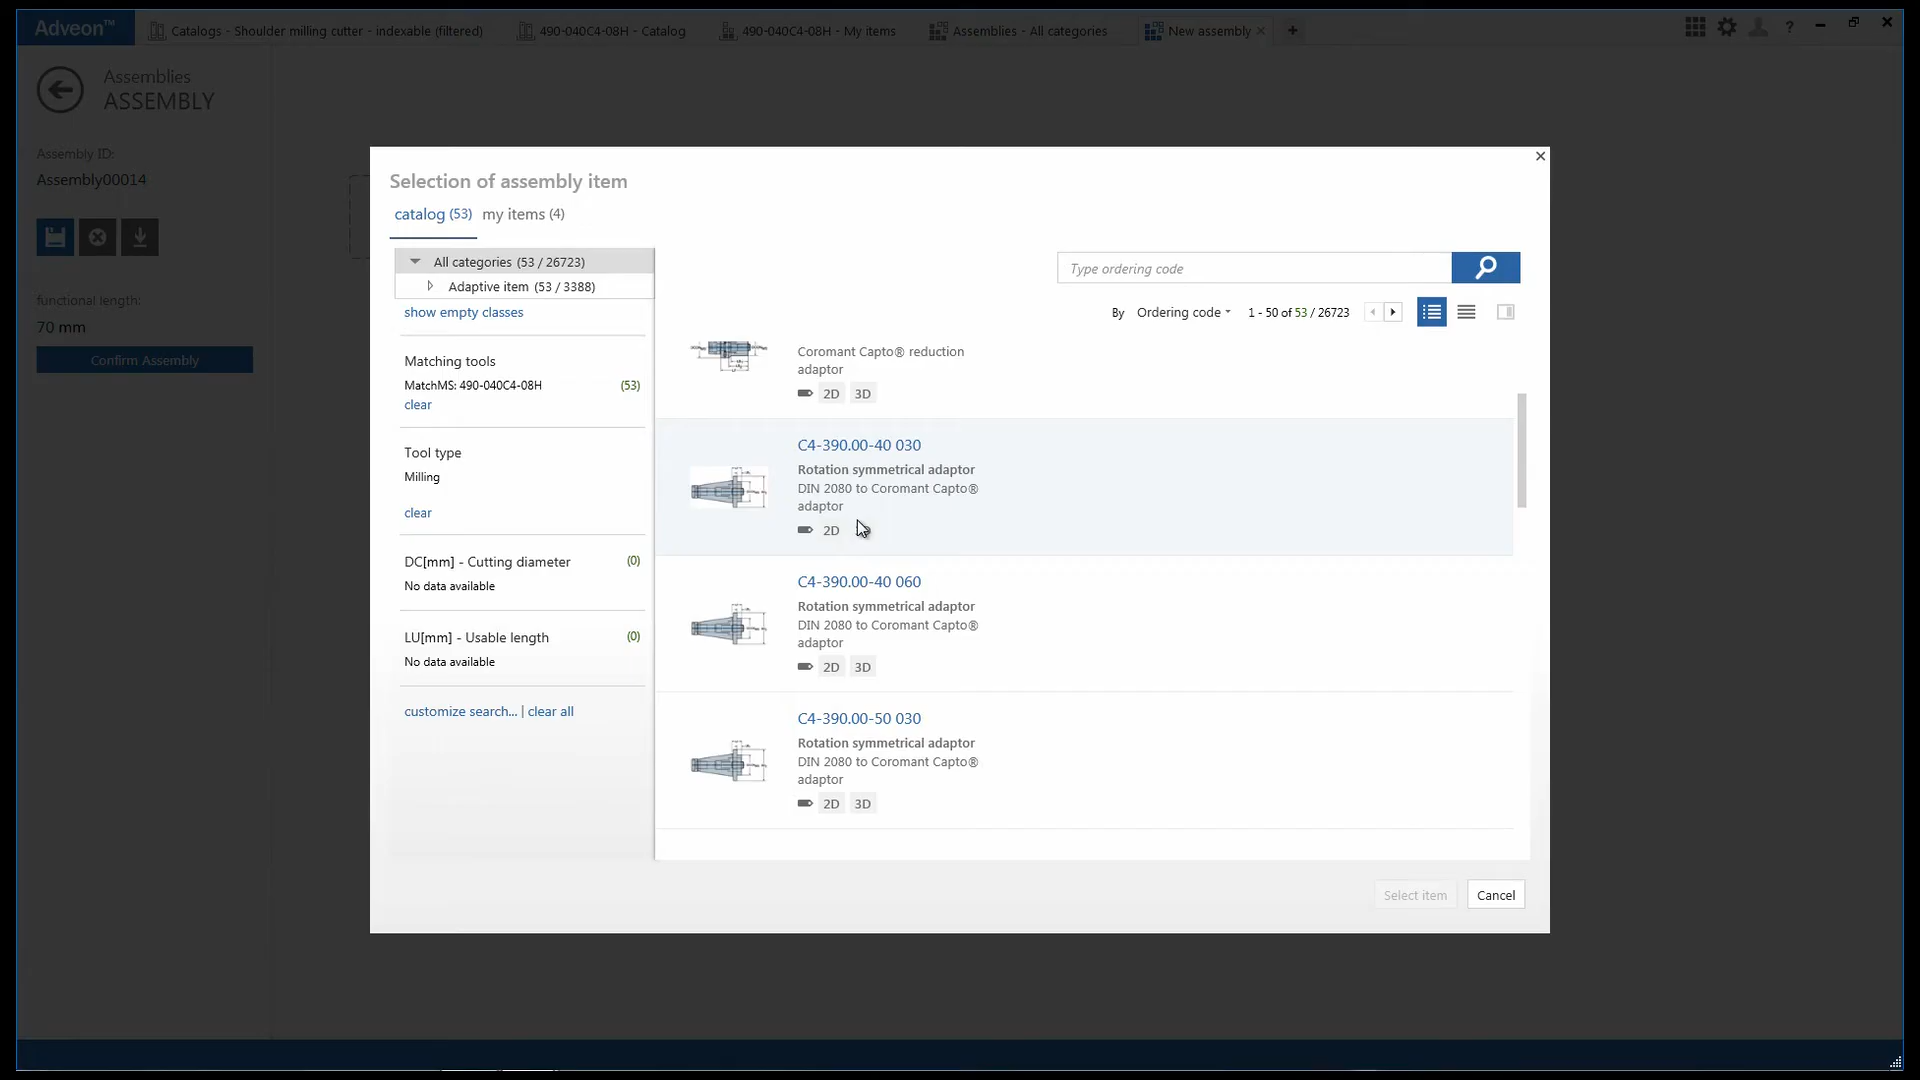 Adveon™
Catalogs - Shoulder milling cutter - indexable (filtered)
490-040C4-08H - Catalog
490-040C4-08H - My items
Assemblies - All categories
New assembly
Assemblies
ASSEMBLY
Assembly ID:
Assembly00014
functional length:
70 mm
Confirm Assembly
Selection of assembly item
catalog (53)
my items (4)
All categories (53 / 26723)
Adaptive item (53 / 3388)
show empty classes
Matching tools
MatchMS: 490-040C4-08H (53)
clear
Tool type
Milling
clear
DC[mm] - Cutting diameter (0)
No data available
LU[mm] - Usable length (0)
No data available
customize search... | clear all
Type ordering code
By Ordering code 1 - 50 of 53 / 26723
Coromant Capto® reduction
adaptor
2D 3D
C4-390.00-40 030
Rotation symmetrical adaptor
DIN 2080 to Coromant Capto®
adaptor
2D
C4-390.00-40 060
Rotation symmetrical adaptor
DIN 2080 to Coromant Capto®
adaptor
2D 3D
C4-390.00-50 030
Rotation symmetrical adaptor
DIN 2080 to Coromant Capto®
adaptor
2D 3D
Select item
Cancel